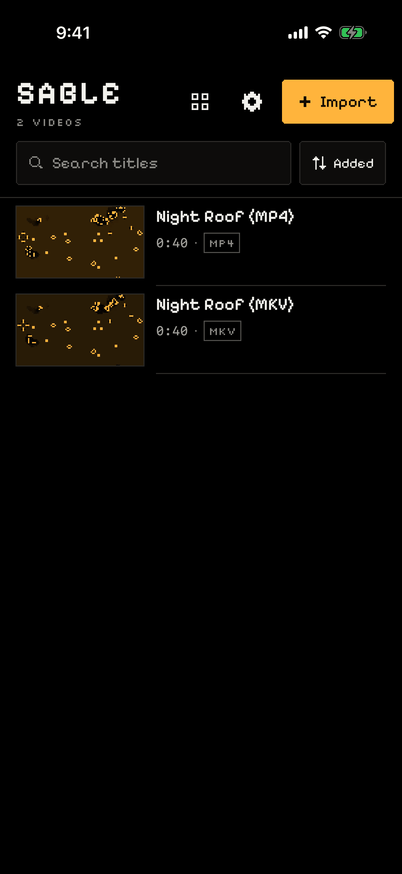 9:41
SABLE
2 VIDEOS
+ Import
Search titles
Added
Night Roof (MP4)
0:40 · MP4
Night Roof (MKV)
0:40 · MKV